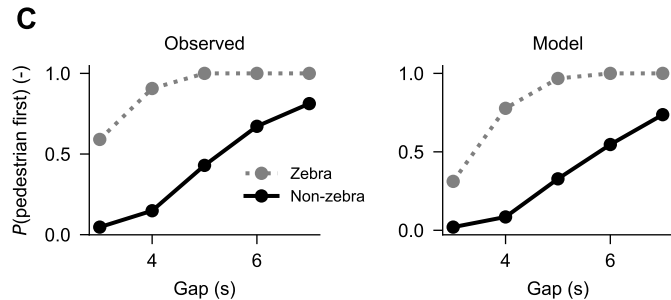 C
Observed
Model
P(pedestrian first) (-)
1.0
0.5
0.0
4
6
Gap (s)
Zebra
Non-zebra
1.0
0.5
0.0
4
6
Gap (s)